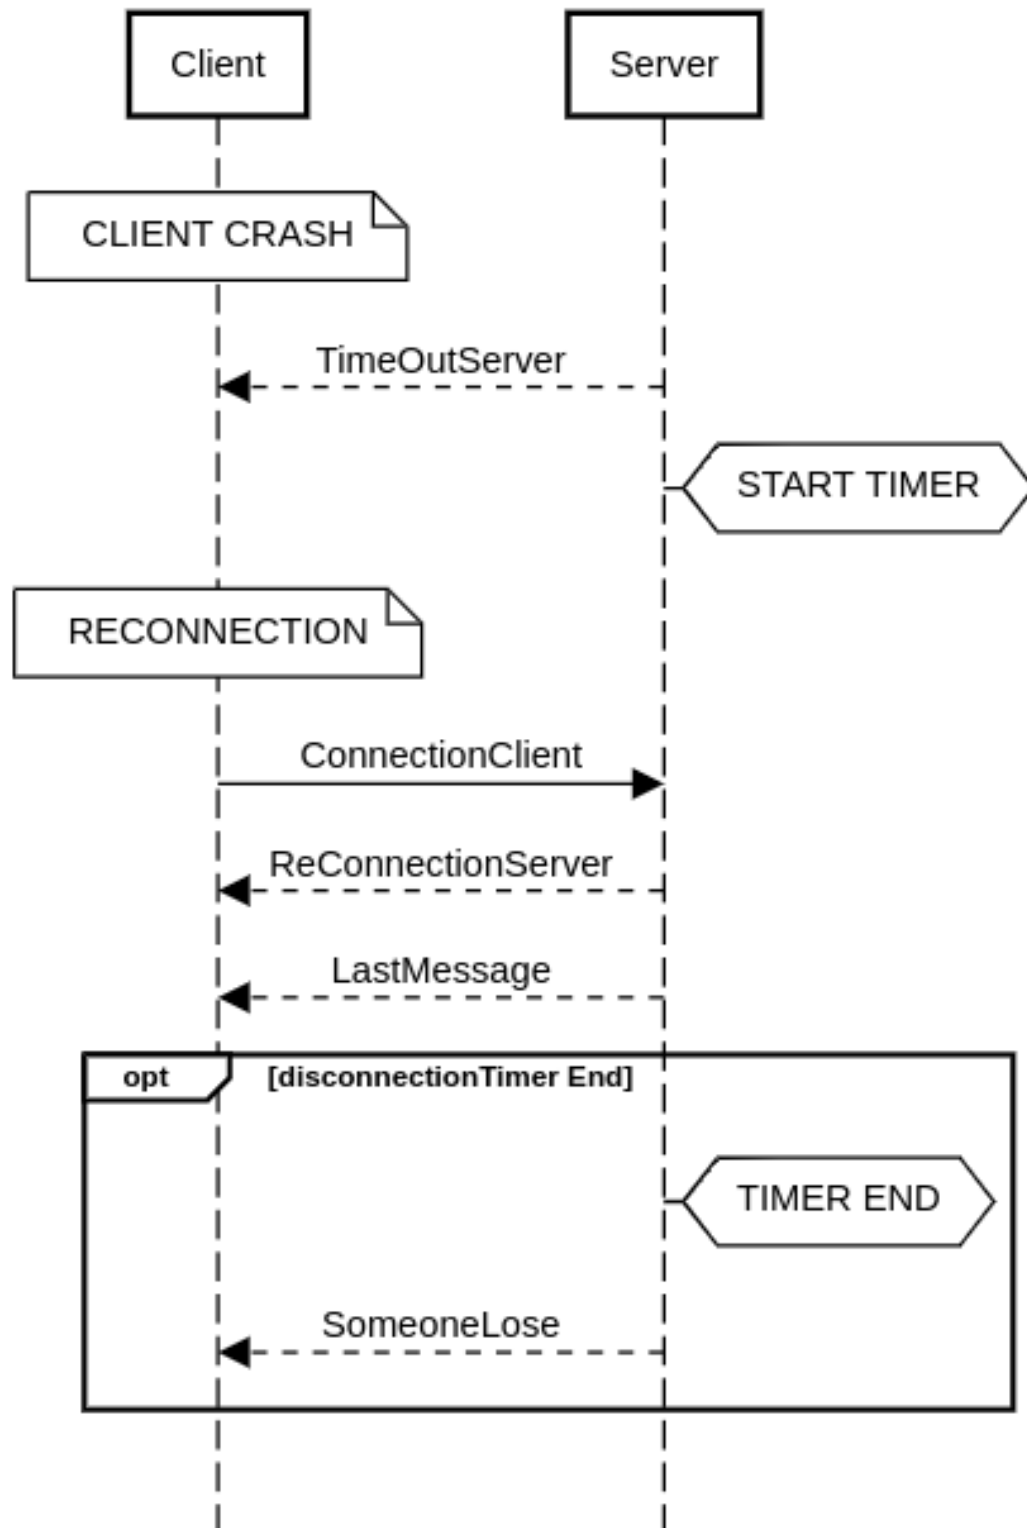 Client
Server
CLIENT CRASH
TimeOutServer
START TIMER
RECONNECTION
ConnectionClient
ReConnectionServer
LastMessage
opt
[disconnectionTimer End]
TIMER END
SomeoneLose